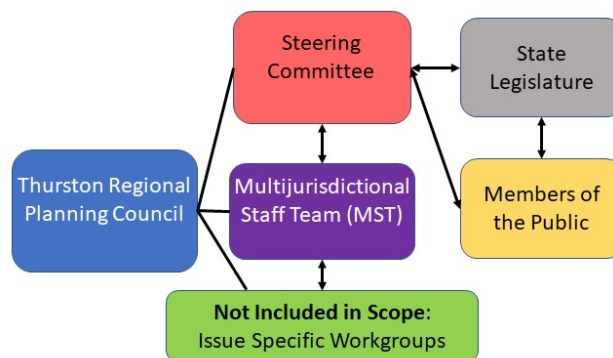 Steering
Committee
State
Legislature
Thurston Regional
Planning Council
Multijurisdictional
Staff Team (MST)
Members of
the Public
Not Included in Scope:
Issue Specific Workgroups